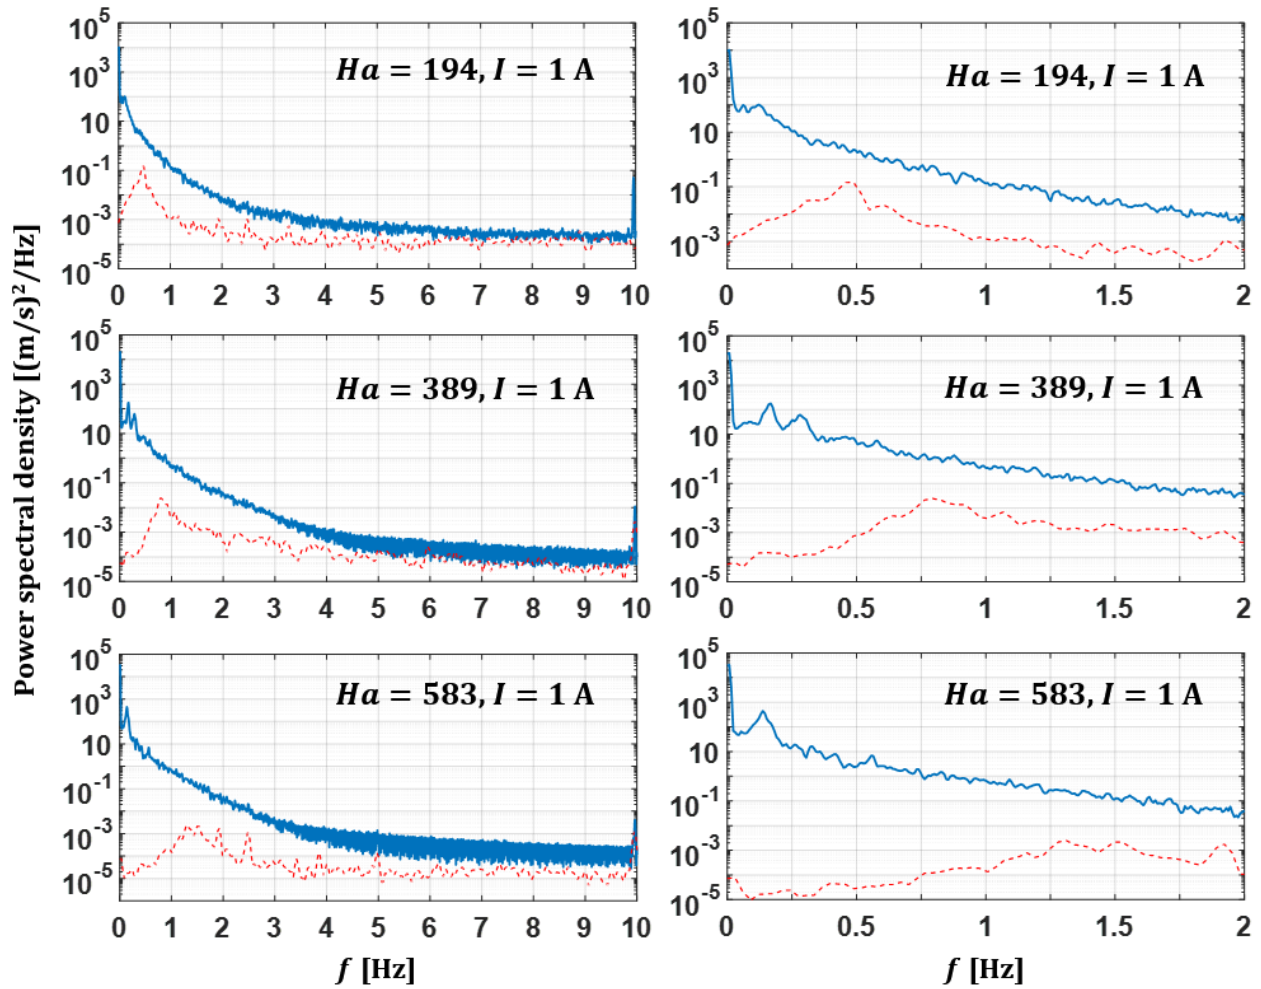 Power spectral density [(m/s)²/Hz]
10⁵
10³
10
10⁻¹
10⁻³
10⁻⁵
Ha = 194, I = 1 A
0 1 2 3 4 5 6 7 8 9 10
10⁵
10³
10
10⁻¹
10⁻³
Ha = 194, I = 1 A
0 0.5 1 1.5 2
10⁵
10³
10
10⁻¹
10⁻³
10⁻⁵
Ha = 389, I = 1 A
0 1 2 3 4 5 6 7 8 9 10
10⁵
10³
10
10⁻¹
10⁻³
10⁻⁵
Ha = 389, I = 1 A
0 0.5 1 1.5 2
10⁵
10³
10
10⁻¹
10⁻³
10⁻⁵
Ha = 583, I = 1 A
0 1 2 3 4 5 6 7 8 9 10
f [Hz]
10⁵
10³
10
10⁻¹
10⁻³
10⁻⁵
Ha = 583, I = 1 A
0 0.5 1 1.5 2
f [Hz]